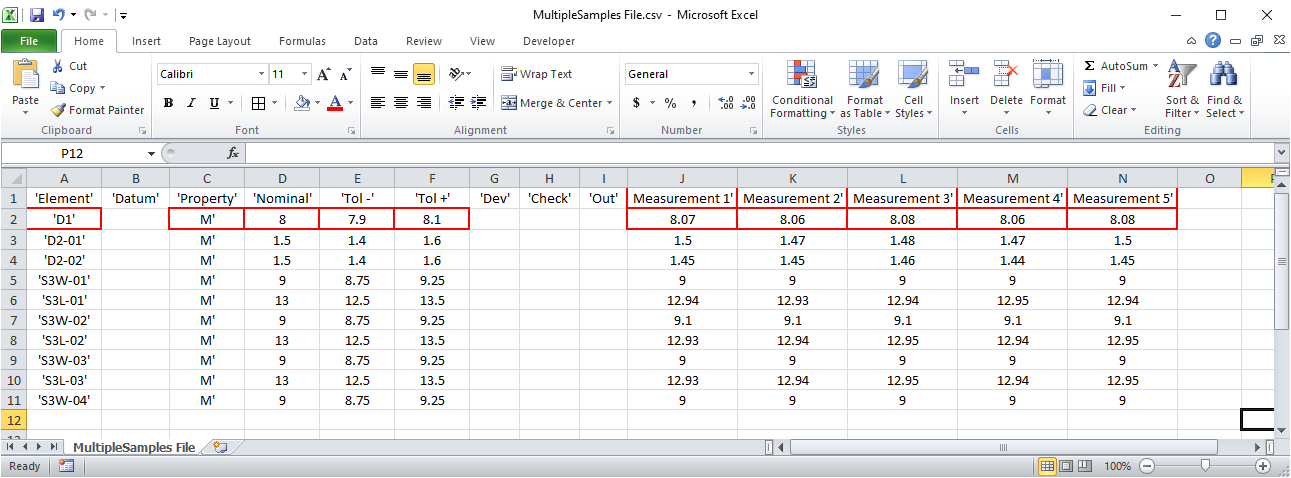 MultipleSamples File.csv - Microsoft Excel
File Home Insert Page Layout Formulas Data Review View Developer
Paste Cut Copy Format Painter Clipboard
Calibri 11 A A B I U A Font
Wrap Text Merge & Center Alignment
General $ % , .0 .00 .00 .0 Number
Conditional Formatting Format as Table Cell Styles Styles
Insert Delete Format Cells
Σ AutoSum Fill Clear Sort & Filter Find & Select Editing
P12 fx
A B C D E F G H I J K L M N O P
1 'Element' 'Datum' 'Property' 'Nominal' 'Tol -' 'Tol +' 'Dev' 'Check' 'Out' Measurement 1' Measurement 2' Measurement 3' Measurement 4' Measurement 5'
2 'D1' M' 8 7.9 8.1 8.07 8.06 8.08 8.06 8.08
3 'D2-01' M' 1.5 1.4 1.6 1.5 1.47 1.48 1.47 1.5
4 'D2-02' M' 1.5 1.4 1.6 1.45 1.45 1.46 1.44 1.45
5 'S3W-01' M' 9 8.75 9.25 9 9 9 9 9
6 'S3L-01' M' 13 12.5 13.5 12.94 12.93 12.94 12.95 12.94
7 'S3W-02' M' 9 8.75 9.25 9.1 9.1 9.1 9.1 9.1
8 'S3L-02' M' 13 12.5 13.5 12.93 12.94 12.95 12.94 12.95
9 'S3W-03' M' 9 8.75 9.25 9 9 9 9 9
10 'S3L-03' M' 13 12.5 13.5 12.93 12.94 12.95 12.94 12.95
11 'S3W-04' M' 9 8.75 9.25 9 9 9 9 9
12
MultipleSamples File
Ready 100%